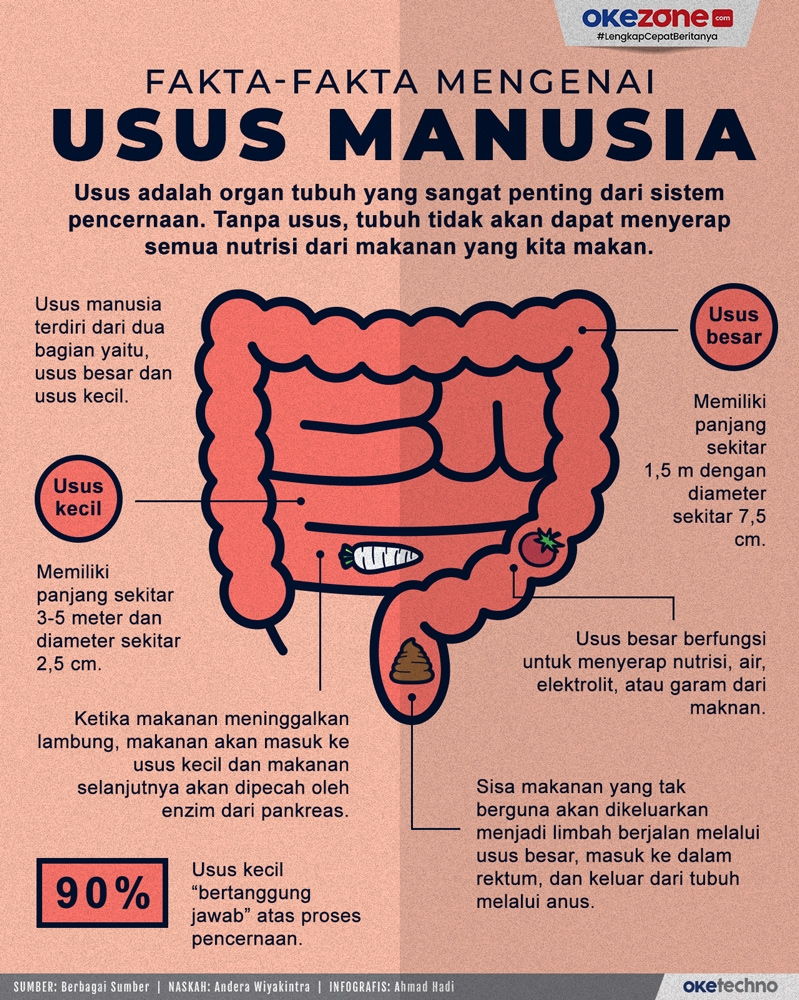 okezone.com
#LengkapCepatBeritanya
FAKTA-FAKTA MENGENAI
USUS MANUSIA
Usus adalah organ tubuh yang sangat penting dari sistem
pencernaan. Tanpa usus, tubuh tidak akan dapat menyerap
semua nutrisi dari makanan yang kita makan.
Usus manusia
terdiri dari dua
bagian yaitu,
usus besar dan
usus kecil.
Usus
besar
Memiliki
panjang
sekitar
1,5 m dengan
diameter
sekitar 7,5
cm.
Usus
kecil
Memiliki
panjang sekitar
3-5 meter dan
diameter sekitar
2,5 cm.
Usus besar berfungsi
untuk menyerap nutrisi, air,
elektrolit, atau garam dari
maknan.
Ketika makanan meninggalkan
lambung, makanan akan masuk ke
usus kecil dan makanan
selanjutnya akan dipecah oleh
enzim dari pankreas.
Sisa makanan yang tak
berguna akan dikeluarkan
menjadi limbah berjalan melalui
usus besar, masuk ke dalam
rektum, dan keluar dari tubuh
melalui anus.
90%
Usus kecil
“bertanggung
jawab” atas proses
pencernaan.
SUMBER: Berbagai Sumber | NASKAH: Andera Wiyakintra | INFOGRAFIS: Ahmad Hadi
oketechno